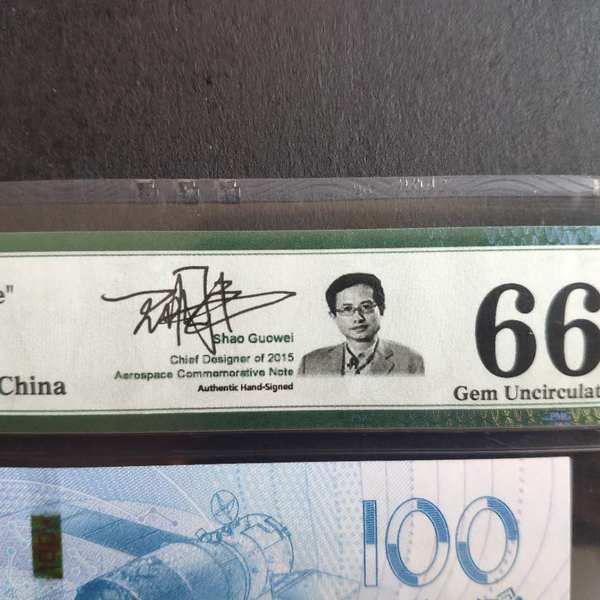 e"
China
Shao Guowei
Chief Designer of 2015
Aerospace Commemorative Note
Authentic Hand-Signed
66
Gem Uncirculat
100